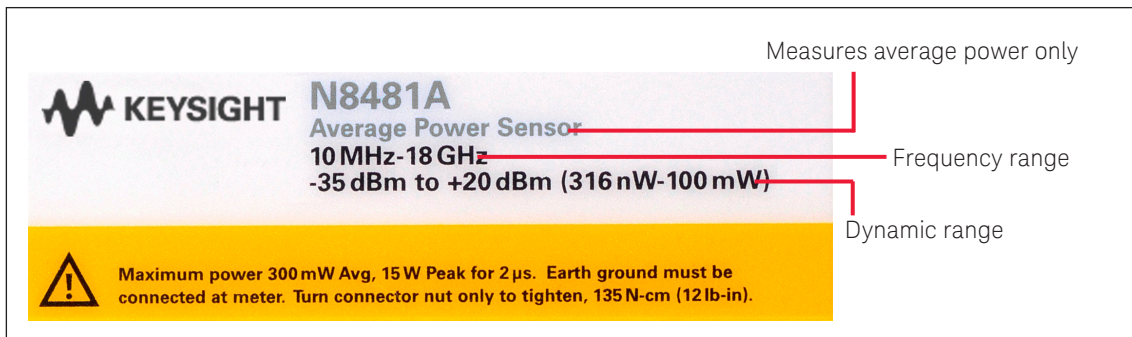 Measures average power only
KEYSIGHT
N8481A
Average Power Sensor
10 MHz-18 GHz
Frequency range
-35 dBm to +20 dBm (316 nW-100 mW)
Dynamic range
Maximum power 300 mW Avg, 15 W Peak for 2 µs. Earth ground must be
connected at meter. Turn connector nut only to tighten, 135 N-cm (12 lb-in).